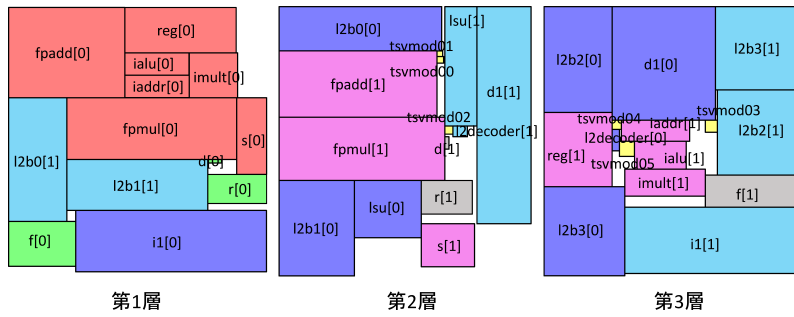 fpadd[0]
reg[0]
ialu[0]
imult[0]
iaddr[0]
fpmul[0]
s[0]
l2b0[1]
d[0]
l2b1[1]
r[0]
f[0]
i1[0]
第1層
l2b0[0]
lsu[1]
tsvmod01
fpadd[1]
tsvmod00
d1[1]
tsvmod02
l2decoder[1]
fpmul[1]
d[1]
l2b1[0]
lsu[0]
r[1]
s[1]
第2層
l2b2[0]
d1[0]
l2b3[1]
tsvmod03
tsvmod04
iaddr[1]
l2decoder[0]
l2b2[1]
reg[1]
ialu[1]
tsvmod05
imult[1]
f[1]
l2b3[0]
i1[1]
第3層